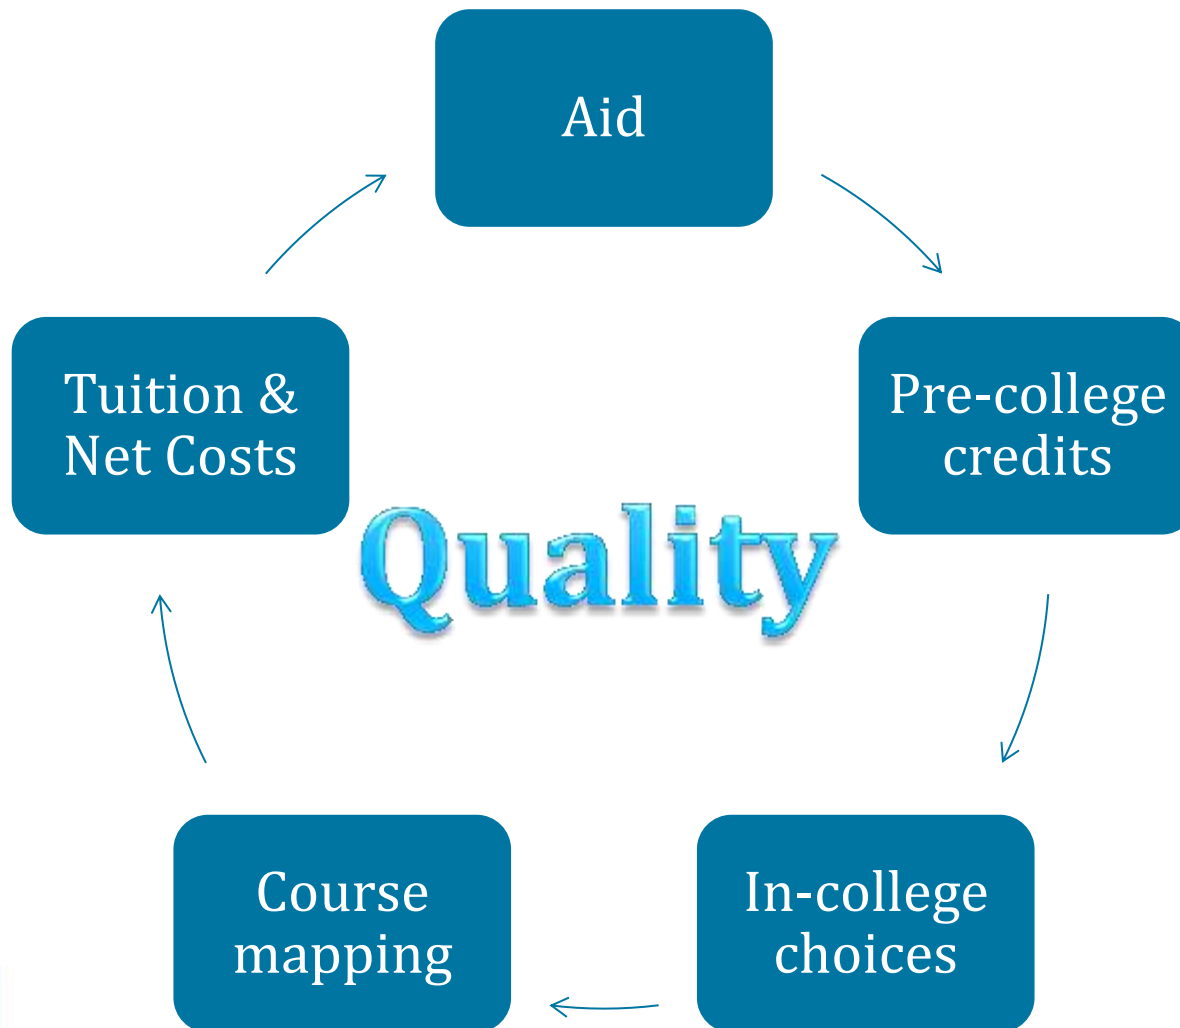 Aid
Tuition &
Net Costs
Pre-college
credits
Quality
Course
mapping
In-college
choices